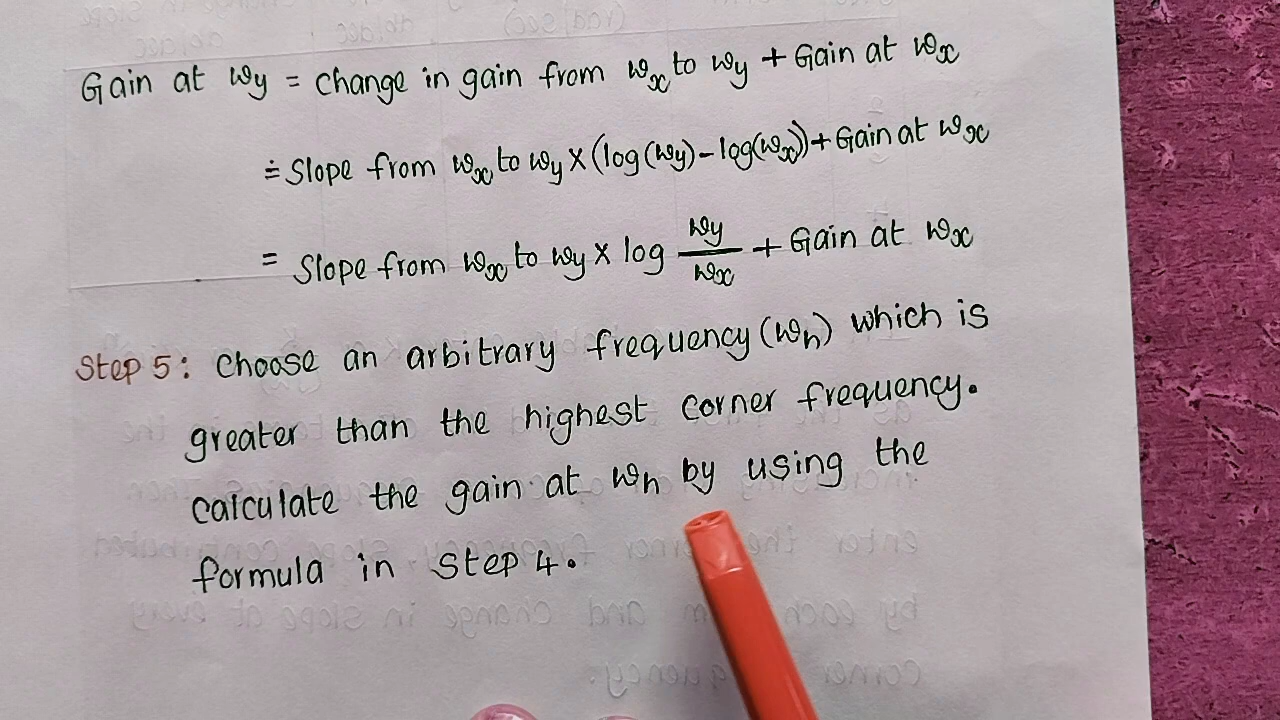 Gain at ωy = change in gain from ωx to ωy + Gain at ωx
= Slope from ωx to ωy × (log(ωy) - log(ωx)) + Gain at ωx
= Slope from ωx to ωy × log ωy/ωx + Gain at ωx
Step 5: Choose an arbitrary frequency (ωh) which is
greater than the highest corner frequency.
Calculate the gain at ωh by using the
formula in step 4.